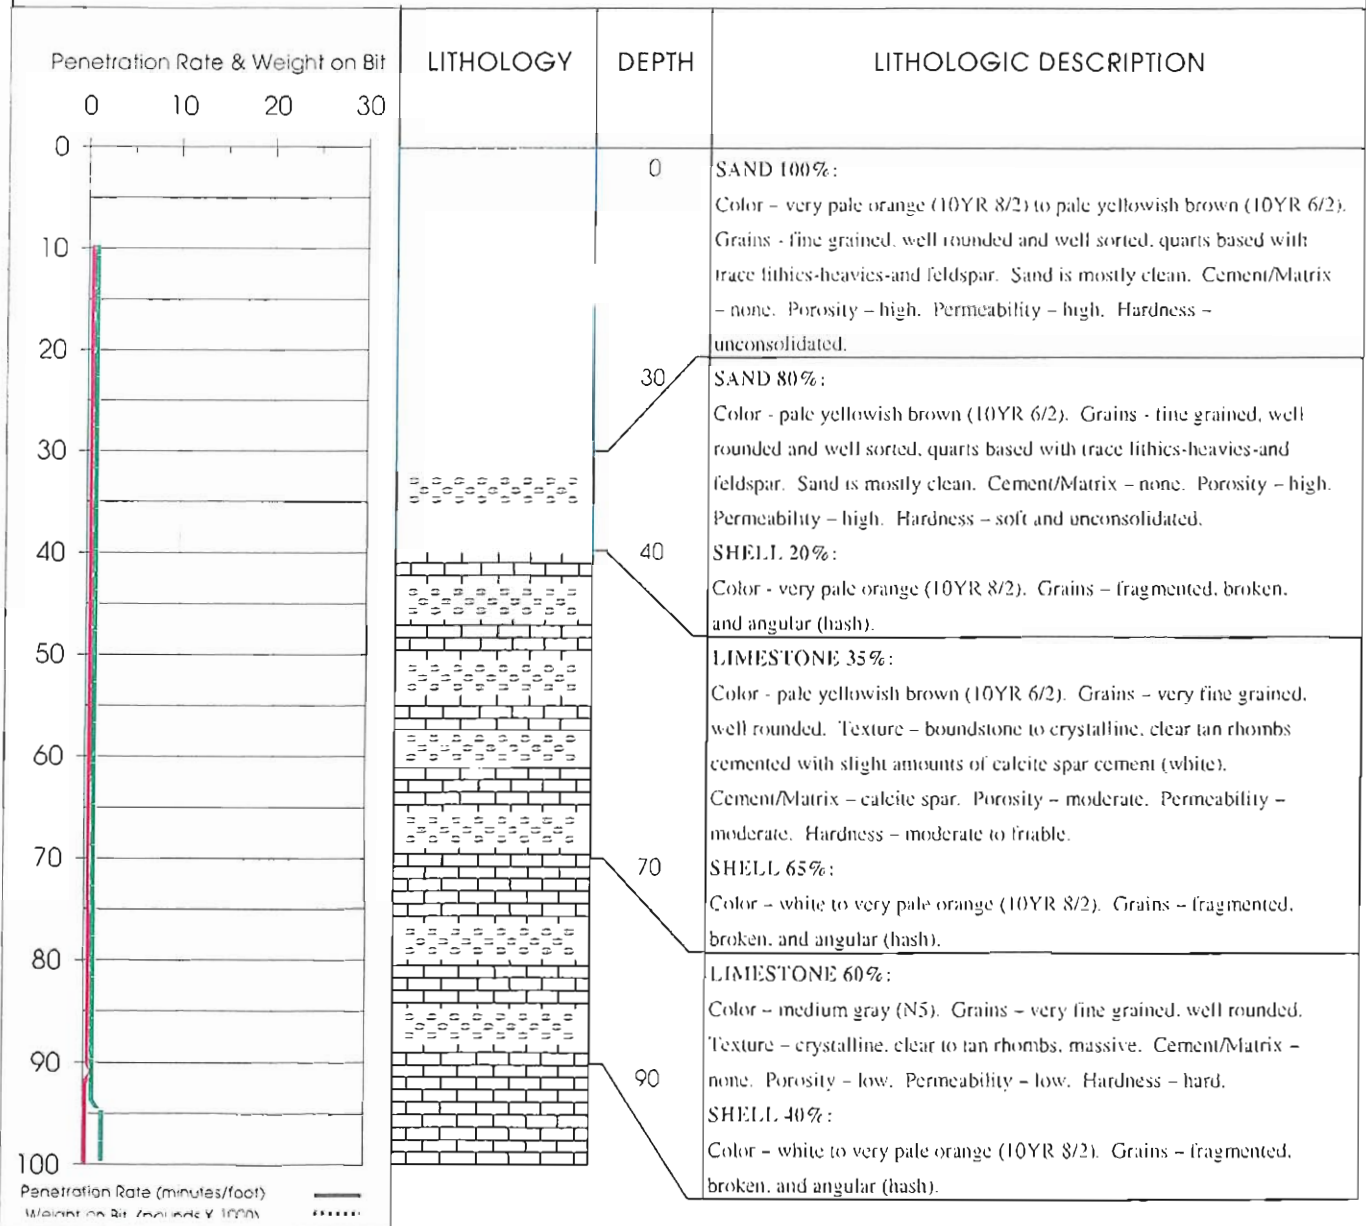 Penetration Rate & Weight on Bit
LITHOLOGY
DEPTH
LITHOLOGIC DESCRIPTION
0 10 20 30
0
10
20
30
40
50
60
70
80
90
100
0
30
40
70
90
SAND 100%:
Color – very pale orange (10YR 8/2) to pale yellowish brown (10YR 6/2).
Grains - fine grained, well rounded and well sorted, quarts based with
trace lithics-heavies-and feldspar. Sand is mostly clean. Cement/Matrix
– none. Porosity – high. Permeability – high. Hardness –
unconsolidated.
SAND 80%:
Color - pale yellowish brown (10YR 6/2). Grains - fine grained, well
rounded and well sorted, quarts based with trace lithics-heavies-and
feldspar. Sand is mostly clean. Cement/Matrix – none. Porosity – high.
Permeability – high. Hardness – soft and unconsolidated.
SHELL 20%:
Color - very pale orange (10YR 8/2). Grains – fragmented, broken,
and angular (hash).
LIMESTONE 35%:
Color - pale yellowish brown (10YR 6/2). Grains – very fine grained,
well rounded. Texture – boundstone to crystalline, clear tan rhombs
cemented with slight amounts of calcite spar cement (white).
Cement/Matrix – calcite spar. Porosity – moderate. Permeability –
moderate. Hardness – moderate to friable.
SHELL 65%:
Color – white to very pale orange (10YR 8/2). Grains – fragmented,
broken, and angular (hash).
LIMESTONE 60%:
Color – medium gray (N5). Grains – very fine grained, well rounded.
Texture – crystalline, clear to tan rhombs, massive. Cement/Matrix –
none. Porosity – low. Permeability – low. Hardness – hard.
SHELL 40%:
Color – white to very pale orange (10YR 8/2). Grains – fragmented,
broken, and angular (hash).
Penetration Rate (minutes/foot)
Weight on Bit (pounds X 1000)